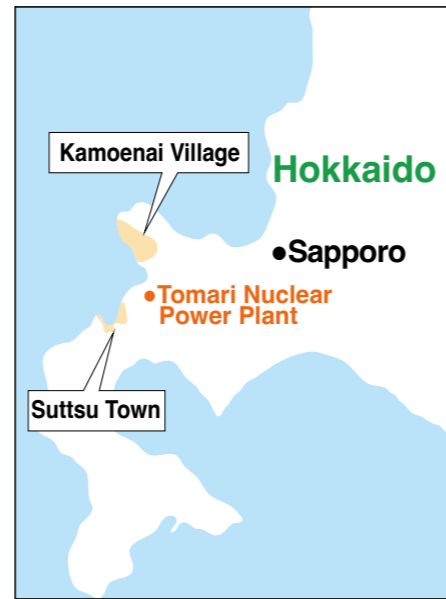 Kamoenai Village
Hokkaido
Sapporo
Tomari Nuclear
Power Plant
Suttsu Town